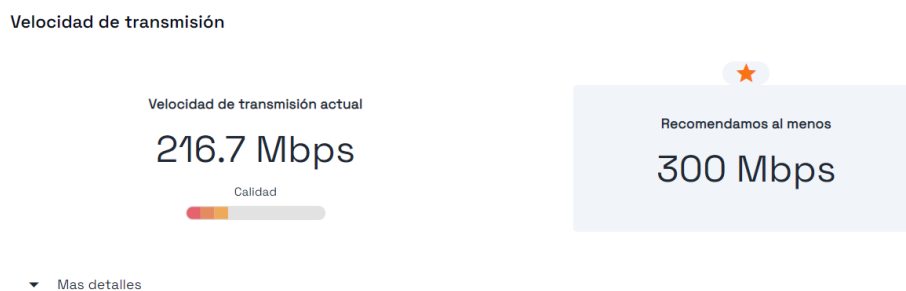 Velocidad de transmisión
Velocidad de transmisión actual
216.7 Mbps
Calidad
Recomendamos al menos
300 Mbps
Mas detalles